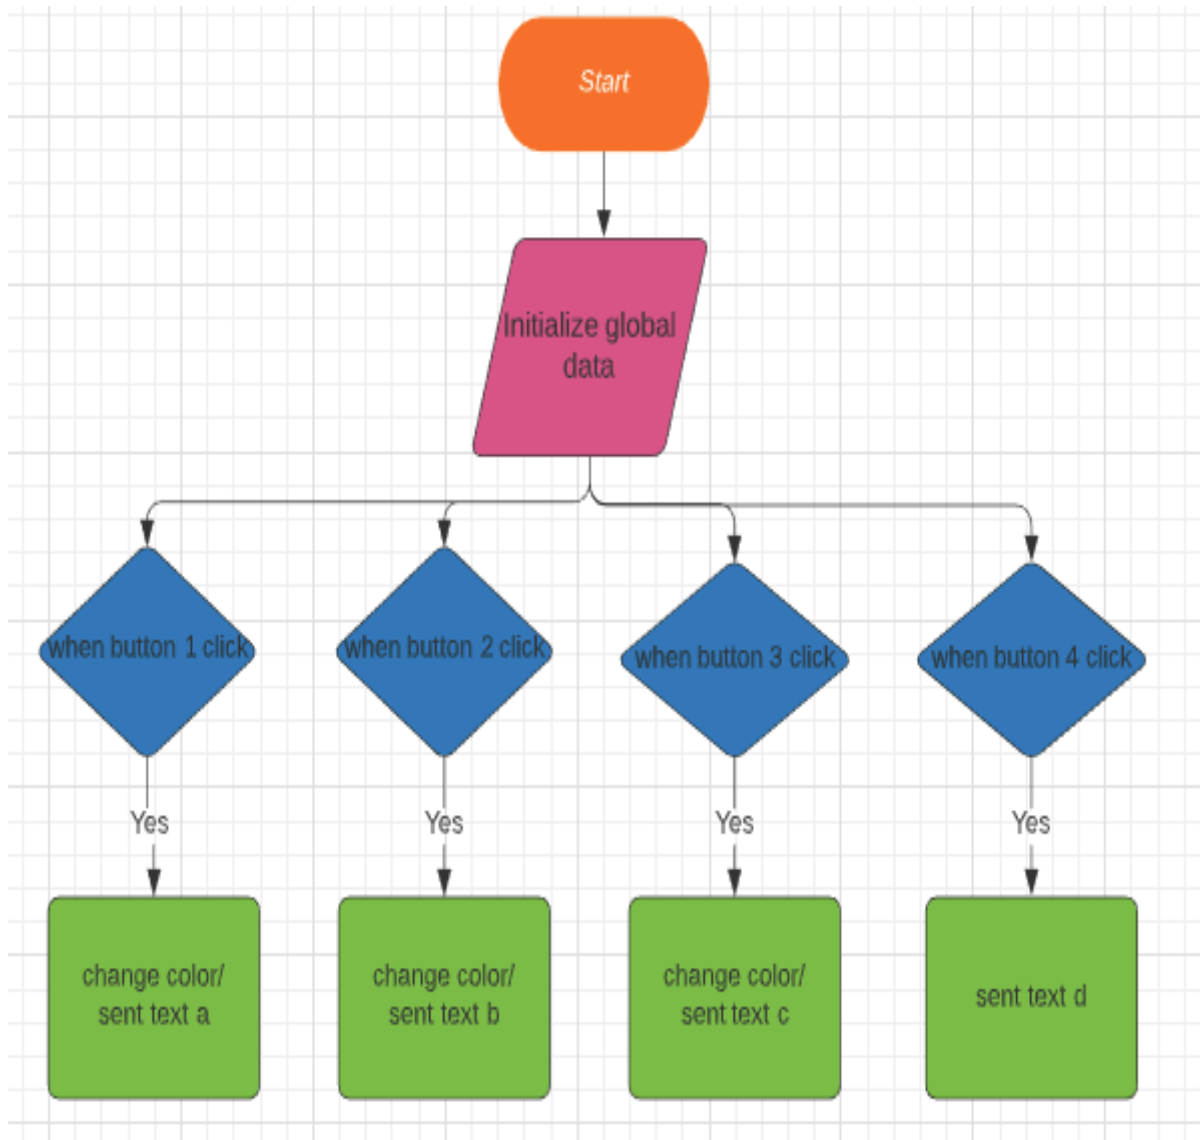 Start
Initialize global
data
when button 1 click
when button 2 click
when button 3 click
when button 4 click
Yes
Yes
Yes
Yes
change color/
sent text a
change color/
sent text b
change color/
sent text c
sent text d